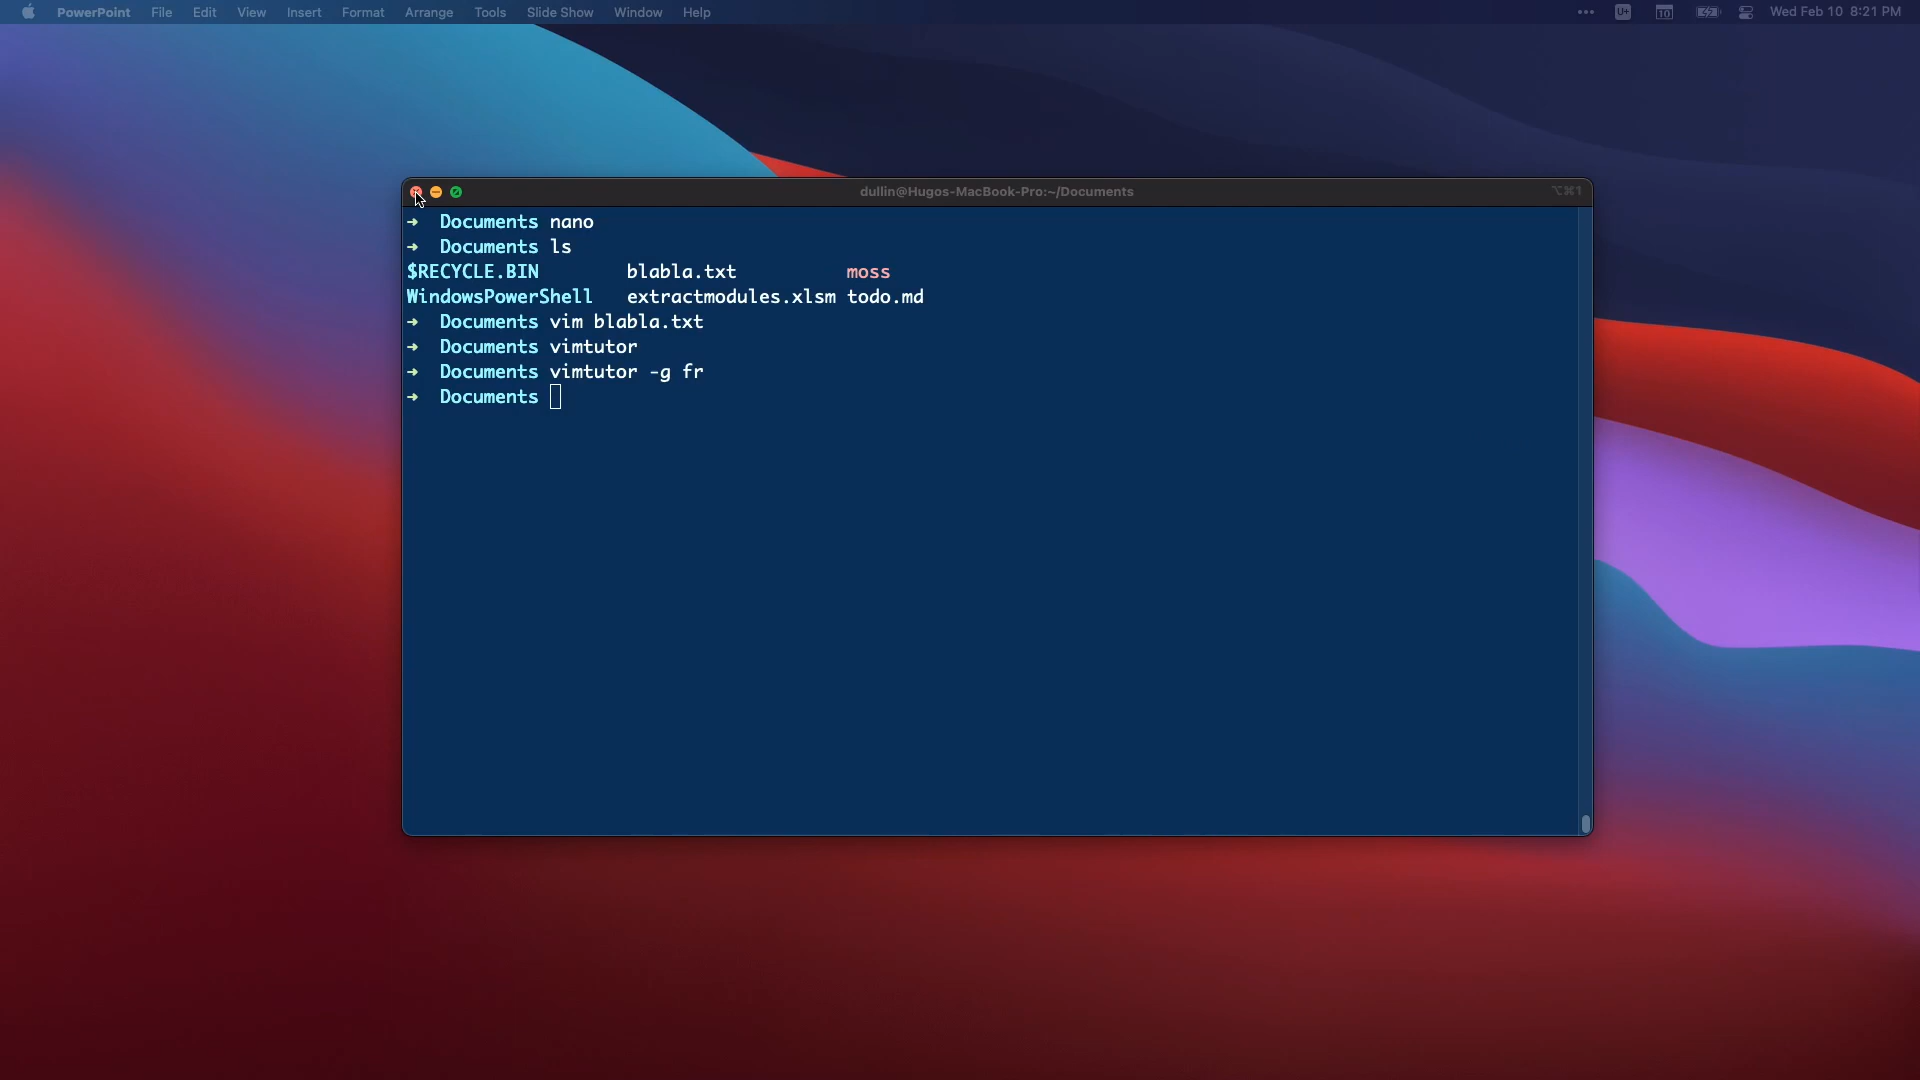 PowerPoint File Edit View Insert Format Arrange Tools Slide Show Window Help ••• U+ 10 Wed Feb 10 8:21 PM
dullin@Hugos-MacBook-Pro:~/Documents ⌥⌘1
→ Documents nano
→ Documents ls
$RECYCLE.BIN blabla.txt moss
WindowsPowerShell extractmodules.xlsm todo.md
→ Documents vim blabla.txt
→ Documents vimtutor
→ Documents vimtutor -g fr
→ Documents